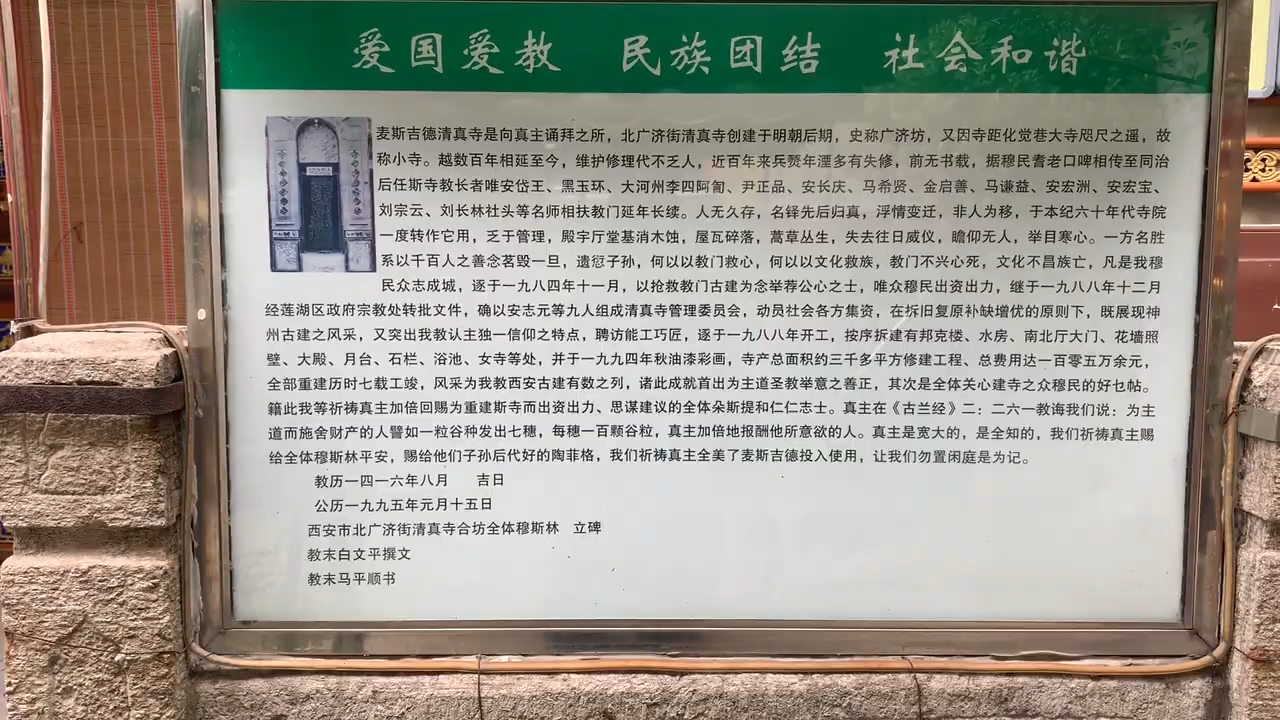 爱国爱教 民族团结 社会和谐
麦斯吉德清真寺是向真主诵拜之所，北广济街清真寺创建于明朝后期，史称广济坊，又因寺距化觉巷大寺咫尺之遥，故
称小寺。越数百年相延至今，维护修理代不乏人，近百年来兵燹年湮多有失修，前无书载，据穆民耆老口碑相传至同治
后任斯寺教长者唯安岱王、黑玉环、大河州李四阿訇、尹正品、安长庆、马希贤、金启善、马谦益、安宏洲、安宏宝、
刘宗云、刘长林社头等名师相扶教门延年长续。人无久存，名铎先后归真，浮情变迁，非人为移，于本纪六十年代寺院
一度转作它用，乏于管理，殿宇厅堂基消木蚀，屋瓦碎落，蒿草丛生，失去往日威仪，瞻仰无人，举目寒心。一方名胜
系以千百人之善念茗毁一旦，遗愆子孙，何以以教门救心，何以以文化救族，教门不兴心死，文化不昌族亡，凡是我穆
民众志成城，逐于一九八四年十一月，以抢救教门古建为念举荐公心之士，唯众穆民出资出力，继于一九八八年十二月
经莲湖区政府宗教处转批文件，确以安志元等九人组成清真寺管理委员会，动员社会各方集资，在拆旧复原补缺增优的原则下，既展现神
州古建之风采，又突出我教认主独一信仰之特点，聘访能工巧匠，逐于一九八八年开工，按序拆建有邦克楼、水房、南北厅大门、花墙照
壁、大殿、月台、石栏、浴池、女寺等处，并于一九九四年秋油漆彩画，寺产总面积约三千多平方修建工程、总费用达一百零五万余元，
全部重建历时七载工竣，风采为我教西安古建有数之列，诸此成就首出为主道圣教举意之善正，其次是全体关心建寺之众穆民的好乜帖。
籍此我等祈祷真主加倍回赐为重建斯寺而出资出力、思谋建议的全体朵斯提和仁仁志士。真主在《古兰经》二：二六一教诲我们说：为主
道而施舍财产的人譬如一粒谷种发出七穗，每穗一百颗谷粒，真主加倍地报酬他所意欲的人。真主是宽大的，是全知的，我们祈祷真主赐
给全体穆斯林平安，赐给他们子孙后代好的陶菲格，我们祈祷真主全美了麦斯吉德投入使用，让我们勿置闲庭是为记。
教历一四一六年八月 吉日
公历一九九五年元月十五日
西安市北广济街清真寺合坊全体穆斯林 立碑
教末白文平撰文
教末马平顺书